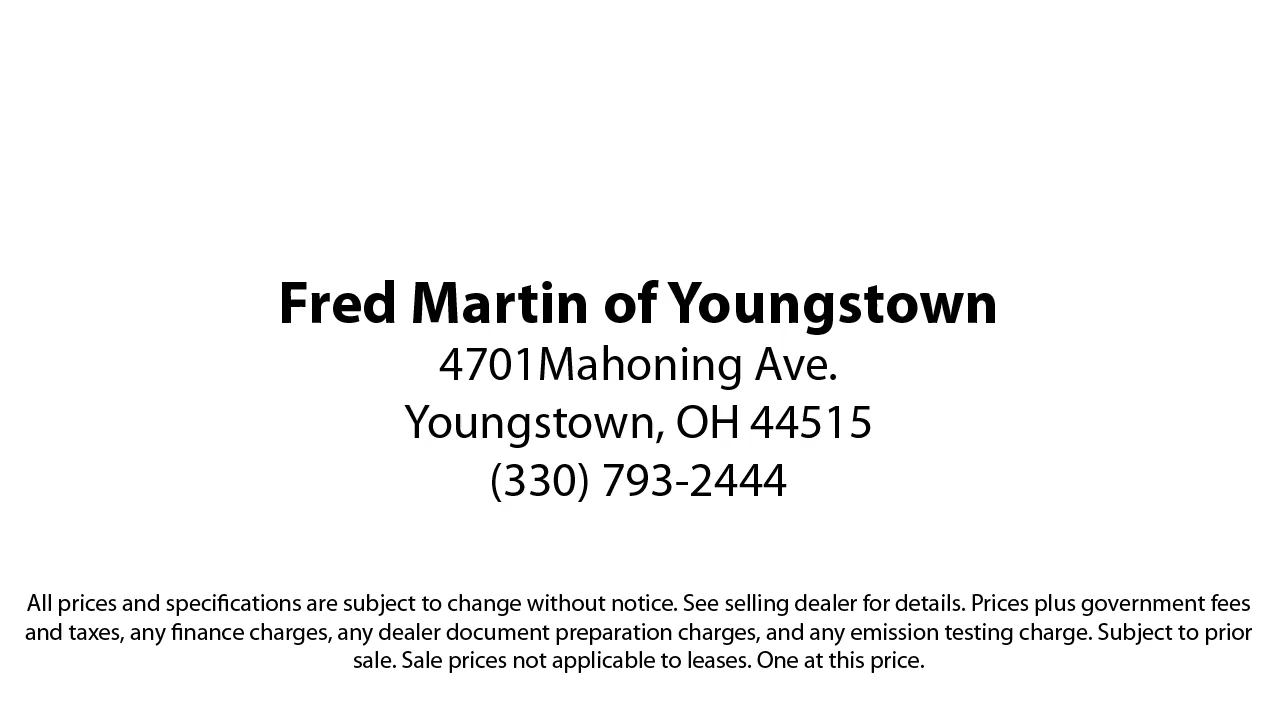 Fred Martin of Youngstown
4701Mahoning Ave.
Youngstown, OH 44515
(330) 793-2444
All prices and specifications are subject to change without notice. See selling dealer for details. Prices plus government fees
and taxes, any finance charges, any dealer document preparation charges, and any emission testing charge. Subject to prior
sale. Sale prices not applicable to leases. One at this price.